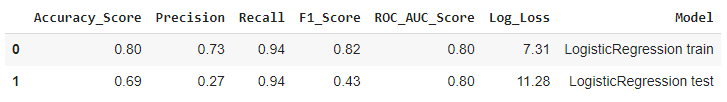 Accuracy_Score Precision Recall F1_Score ROC_AUC_Score Log_Loss Model
0 0.80 0.73 0.94 0.82 0.80 7.31 LogisticRegression train
1 0.69 0.27 0.94 0.43 0.80 11.28 LogisticRegression test